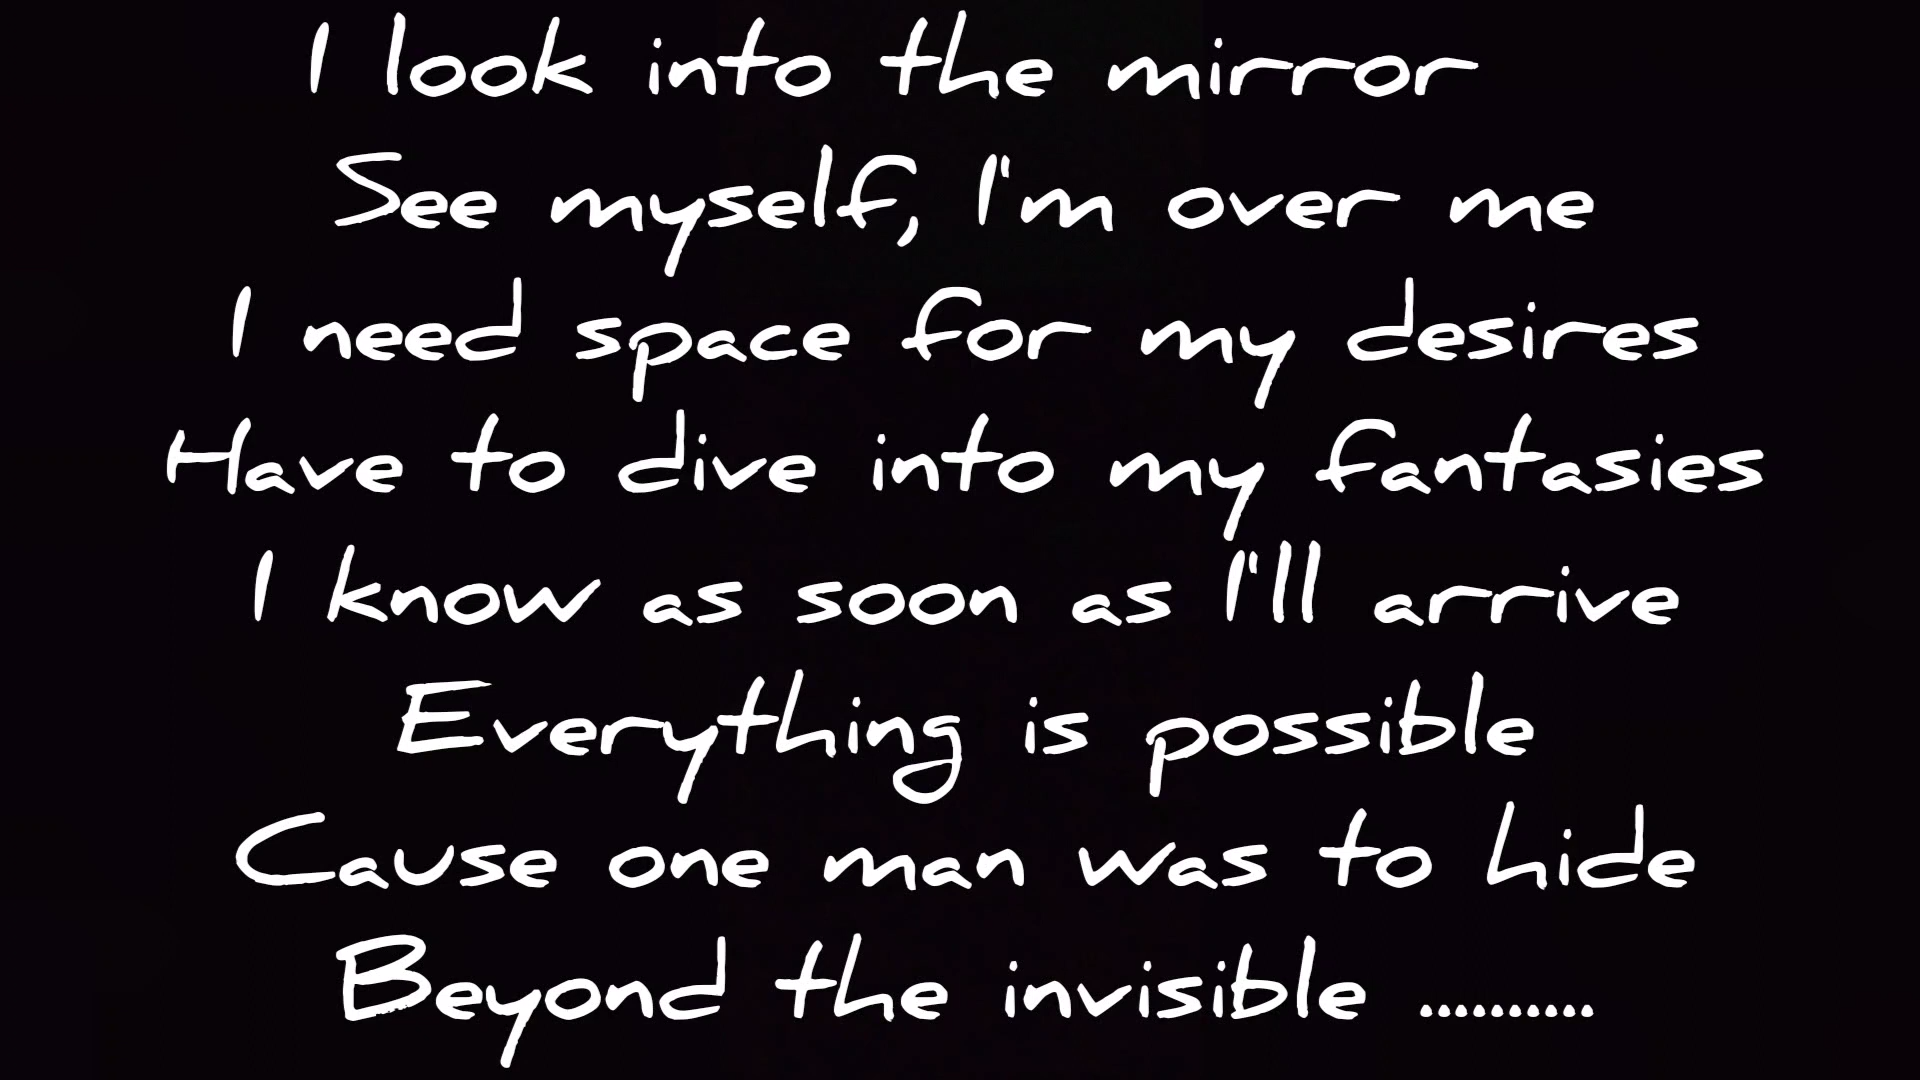 I look into the mirror
See myself, I'm over me
I need space for my desires
Have to dive into my fantasies
I know as soon as I'll arrive
Everything is possible
Cause one man was to hide
Beyond the invisible ..........